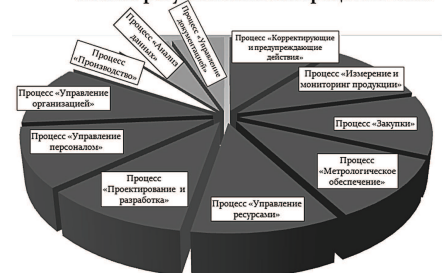 Процесс «Управление
документацией»
Процесс «Анализ
данных»
Процесс
«Производство»
Процесс «Управление
организацией»
Процесс «Управление
персоналом»
Процесс
«Проектирование и
разработка»
Процесс «Управление
ресурсами»
Процесс
«Метрологическое
обеспечение»
Процесс «Закупки»
Процесс «Измерение и
мониторинг продукции»
Процесс «Корректирующие
и предупреждающие
действия»